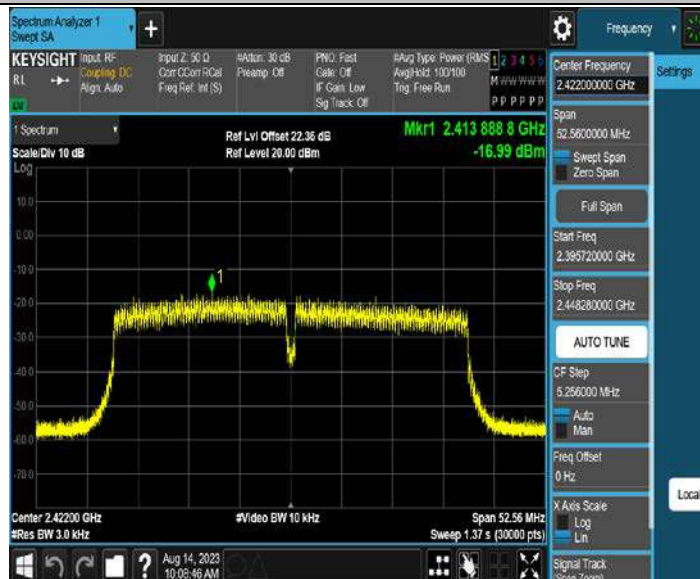 Spectrum Analyzer 1
Swept SA
+
Frequency
KEYSIGHT
RL
Input: RF
Coupling: DC
Align: Auto
Input Z: 50 Ω
Corr CCorr RCal
Freq Ref: Int (S)
#Atten: 30 dB
Preamp: Off
PNO: Fast
Gate: Off
IF Gain: Low
Sig Track: Off
#Avg Type: Power (RMS
Avg|Hold: 100/100
Trig: Free Run
1 2 3 4 5 6
M W W W W W
P P P P P P
1 Spectrum
Scale/Div 10 dB
Log
Ref Lvl Offset 22.36 dB
Ref Level 20.00 dBm
Mkr1 2.413 888 8 GHz
-16.99 dBm
10.0
0.00
-10.0
-20.0
-30.0
-40.0
-50.0
-60.0
-70.0
1
Center 2.42200 GHz
#Res BW 3.0 kHz
#Video BW 10 kHz
Span 52.56 MHz
Sweep 1.37 s (30000 pts)
Aug 14, 2023
10:08:46 AM
?
Center Frequency
2.422000000 GHz
Settings
Span
52.5600000 MHz
Swept Span
Zero Span
Full Span
Start Freq
2.395720000 GHz
Stop Freq
2.448280000 GHz
AUTO TUNE
CF Step
5.256000 MHz
Auto
Man
Freq Offset
0 Hz
X Axis Scale
Log
Lin
Local
Signal Track
(Span Zoom)